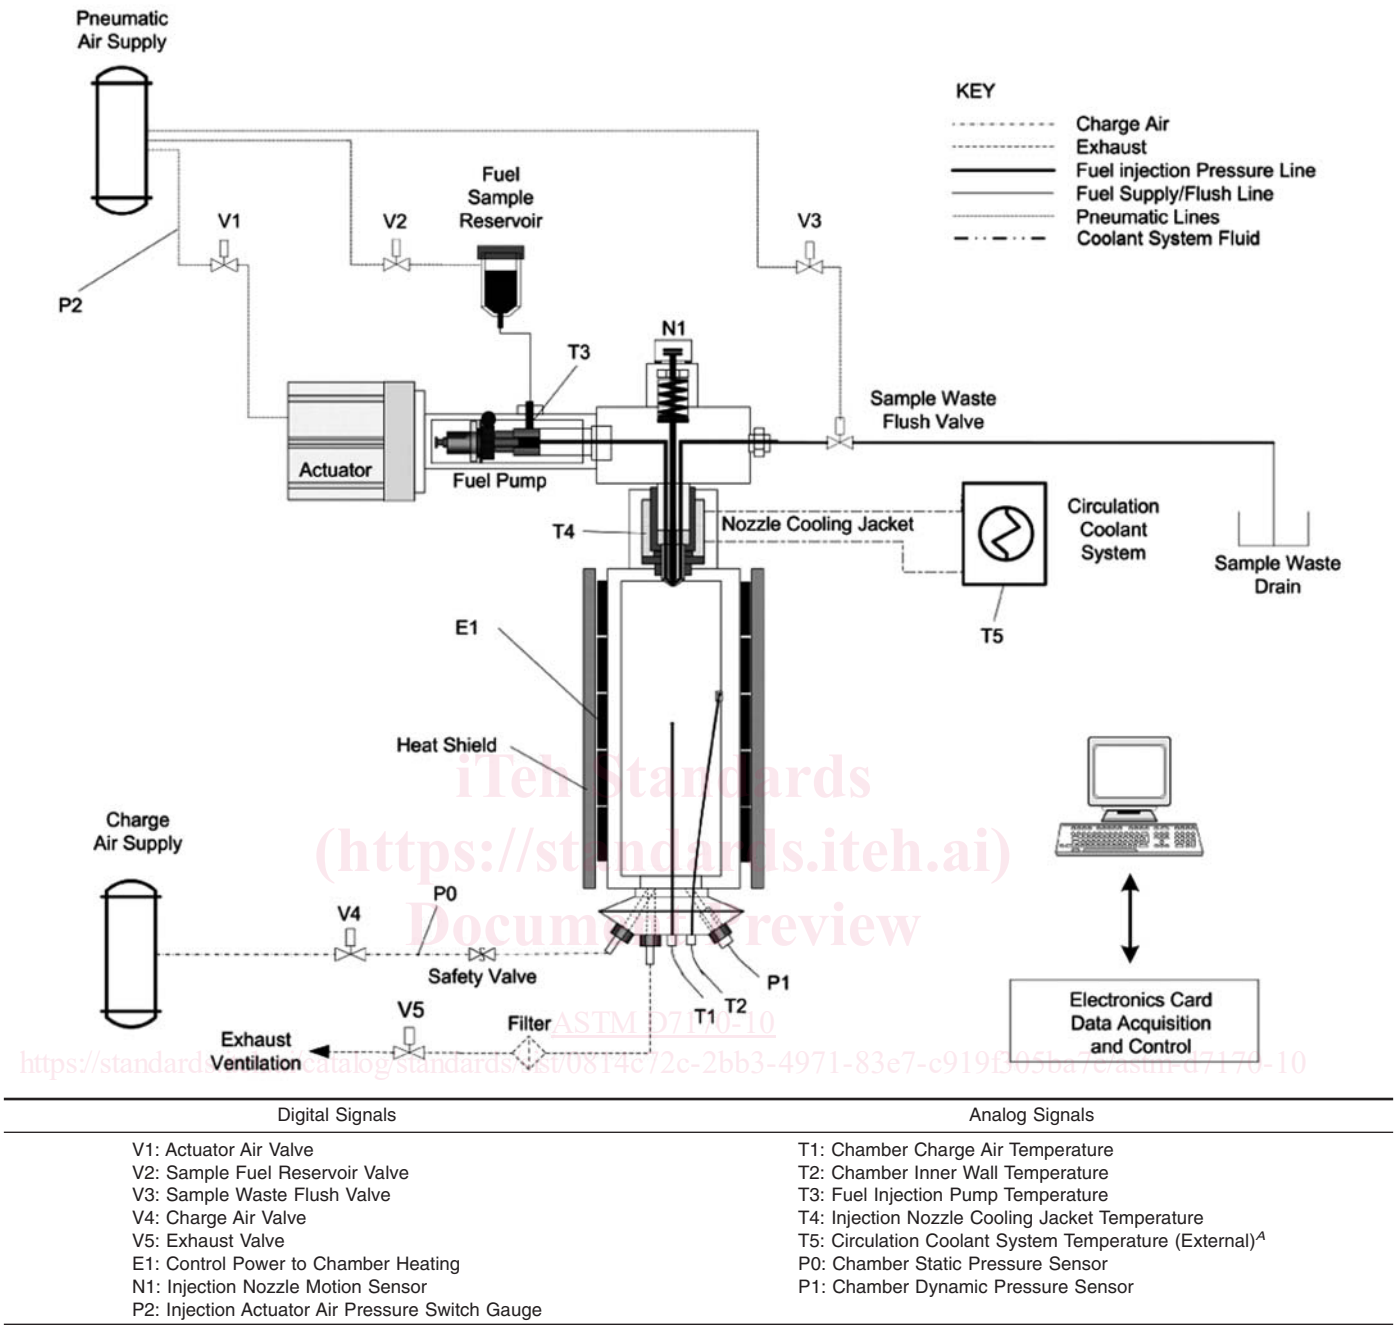 Pneumatic
Air Supply
KEY
Charge Air
Exhaust
Fuel injection Pressure Line
Fuel Supply/Flush Line
Pneumatic Lines
Coolant System Fluid
Fuel
Sample
Reservoir
V1
V2
V3
P2
N1
T3
Sample Waste
Flush Valve
Actuator
Fuel Pump
T4
Nozzle Cooling Jacket
Circulation
Coolant
System
Sample Waste
Drain
T5
E1
Heat Shield
iTeh Standards
(https://standards.iteh.ai)
Document Preview
Charge
Air Supply
V4
P0
Safety Valve
P1
T1
T2
V5
Filter
ASTM D7170-10
Exhaust
Ventilation
Electronics Card
Data Acquisition
and Control
Digital Signals
V1: Actuator Air Valve
V2: Sample Fuel Reservoir Valve
V3: Sample Waste Flush Valve
V4: Charge Air Valve
V5: Exhaust Valve
E1: Control Power to Chamber Heating
N1: Injection Nozzle Motion Sensor
P2: Injection Actuator Air Pressure Switch Gauge
Analog Signals
T1: Chamber Charge Air Temperature
T2: Chamber Inner Wall Temperature
T3: Fuel Injection Pump Temperature
T4: Injection Nozzle Cooling Jacket Temperature
T5: Circulation Coolant System Temperature (External)A
P0: Chamber Static Pressure Sensor
P1: Chamber Dynamic Pressure Sensor